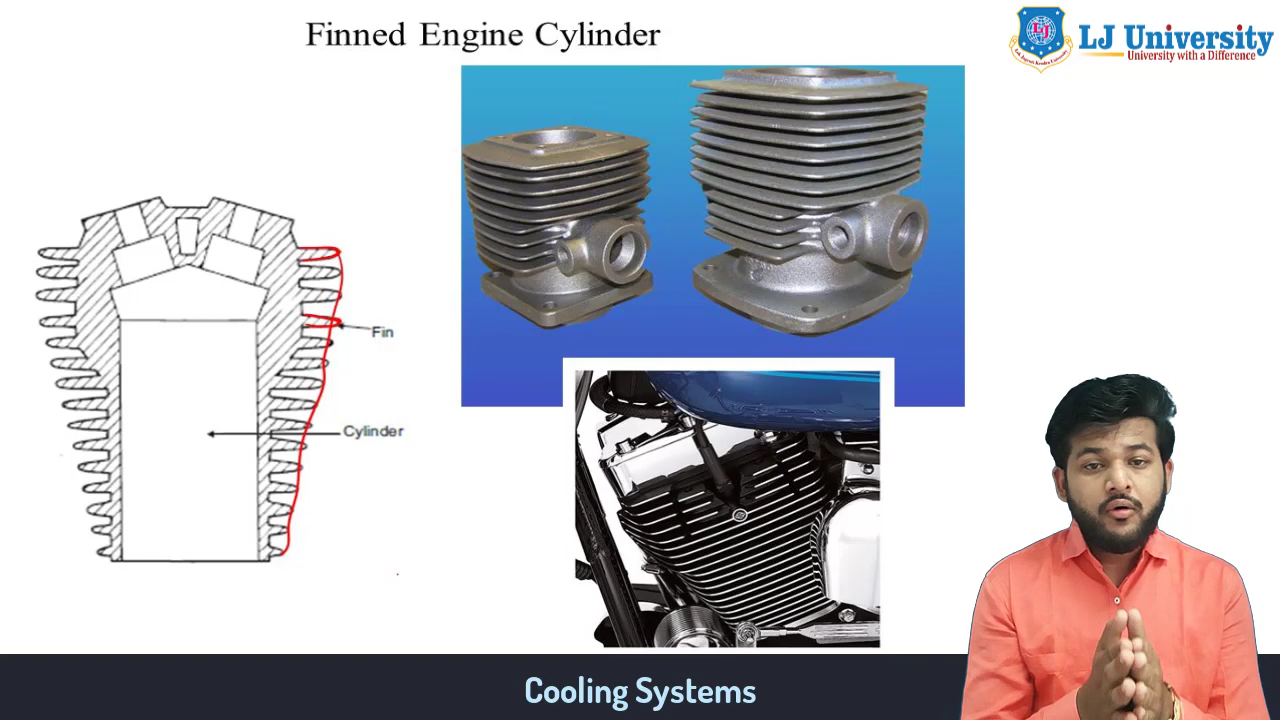 Finned Engine Cylinder
LJ University
University with a Difference
Fin
Cylinder
Cooling Systems